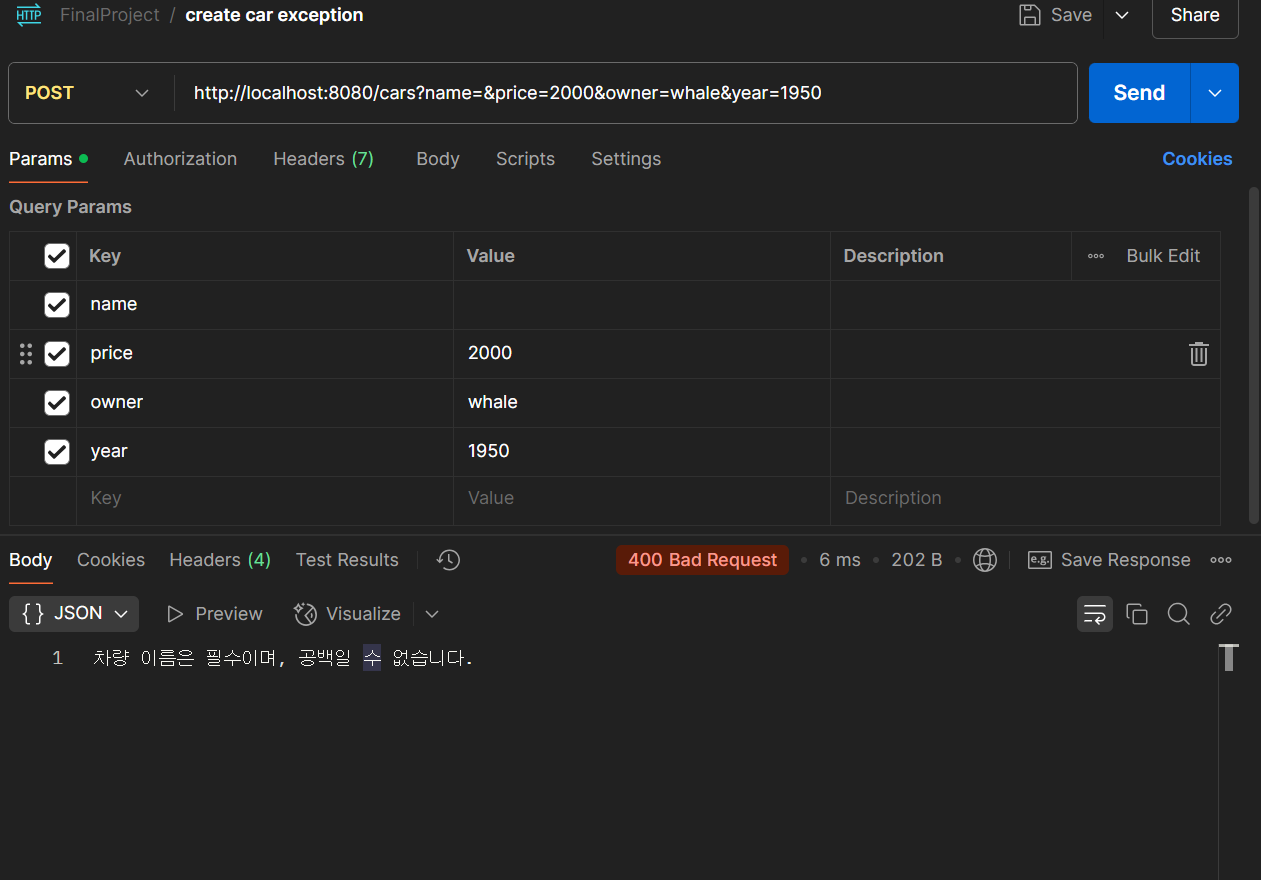 HTTP FinalProject / create car exception Save Share
POST http://localhost:8080/cars?name=&price=2000&owner=whale&year=1950 Send
Params Authorization Headers (7) Body Scripts Settings Cookies
Query Params
Key Value Description Bulk Edit
name
price 2000
owner whale
year 1950
Key Value Description
Body Cookies Headers (4) Test Results 400 Bad Request • 6 ms • 202 B • e.g. Save Response
{} JSON Preview Visualize
1 차량 이름은 필수이며, 공백일 수 없습니다.